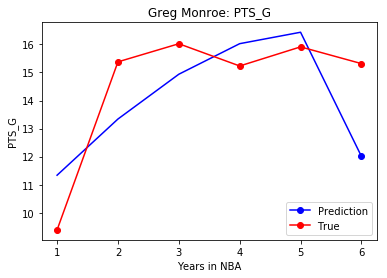 Greg Monroe: PTS_G
PTS_G
16
15
14
13
12
11
10
1 2 3 4 5 6
Years in NBA
Prediction
True